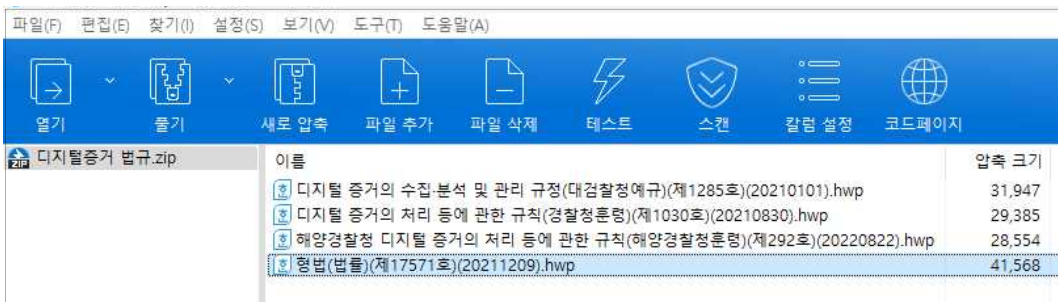 파일(F) 편집(E) 찾기(I) 설정(S) 보기(V) 도구(T) 도움말(A)
열기 풀기 새로 압축 파일 추가 파일 삭제 테스트 스캔 칼럼 설정 코드페이지
디지털증거 법규.zip
이름 압축 크기
디지털 증거의 수집·분석 및 관리 규정(대검찰청예규)(제1285호)(20210101).hwp 31,947
디지털 증거의 처리 등에 관한 규칙(경찰청훈령)(제1030호)(20210830).hwp 29,385
해양경찰청 디지털 증거의 처리 등에 관한 규칙(해양경찰청훈령)(제292호)(20220822).hwp 28,554
형법(법률)(제17571호)(20211209).hwp 41,568